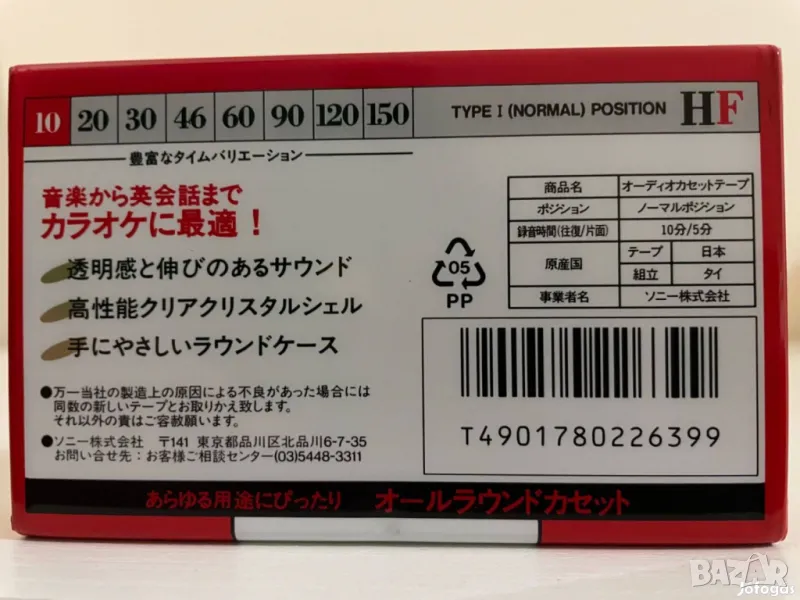 10 20 30 46 60 90 120 150 TYPE I (NORMAL) POSITION HF
豊富なタイムバリエーション
音楽から英会話まで
カラオケに最適！
透明感と伸びのあるサウンド
高性能クリアクリスタルシェル
手にやさしいラウンドケース
●万一当社の製造上の原因による不良があった場合には
同数の新しいテープとお取りかえ致します。
それ以外の責はご容赦願います。
●ソニー株式会社 〒141 東京都品川区北品川6-7-35
お問い合せ先：お客様ご相談センター(03)5448-3311
05
PP
商品名 オーディオカセットテープ
ポジション ノーマルポジション
録音時間(往復/片面) 10分/5分
原産国 テープ 日本
組立 タイ
事業者名 ソニー株式会社
T4901780226399
あらゆる用途にぴったり オールラウンドカセット
BAZAR
jofogas